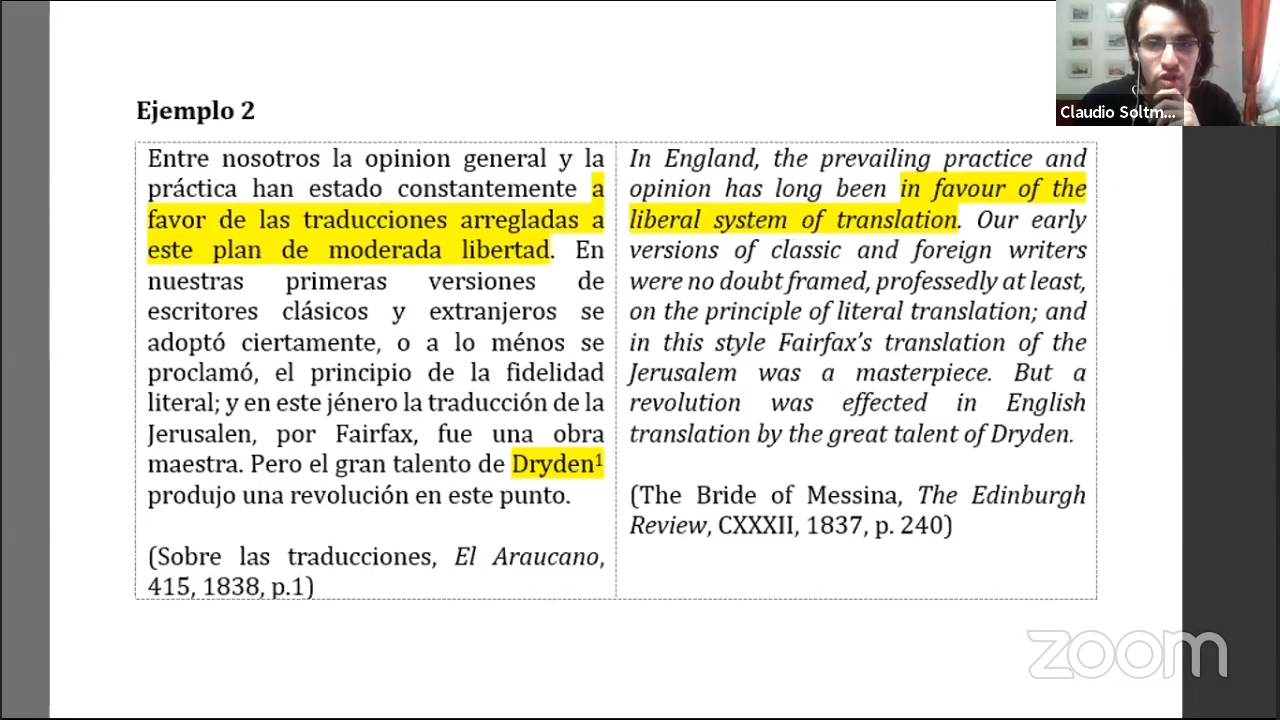 Claudio Soltm...
Ejemplo 2
Entre nosotros la opinion general y la
práctica han estado constantemente a
favor de las traducciones arregladas a
este plan de moderada libertad. En
nuestras primeras versiones de
escritores clásicos y extranjeros se
adoptó ciertamente, o a lo ménos se
proclamó, el principio de la fidelidad
literal; y en este jénero la traducción de la
Jerusalen, por Fairfax, fue una obra
maestra. Pero el gran talento de Dryden¹
produjo una revolución en este punto.
(Sobre las traducciones, El Araucano,
415, 1838, p.1)
In England, the prevailing practice and
opinion has long been in favour of the
liberal system of translation. Our early
versions of classic and foreign writers
were no doubt framed, professedly at least,
on the principle of literal translation; and
in this style Fairfax’s translation of the
Jerusalem was a masterpiece. But a
revolution was effected in English
translation by the great talent of Dryden.
(The Bride of Messina, The Edinburgh
Review, CXXXII, 1837, p. 240)
zoom